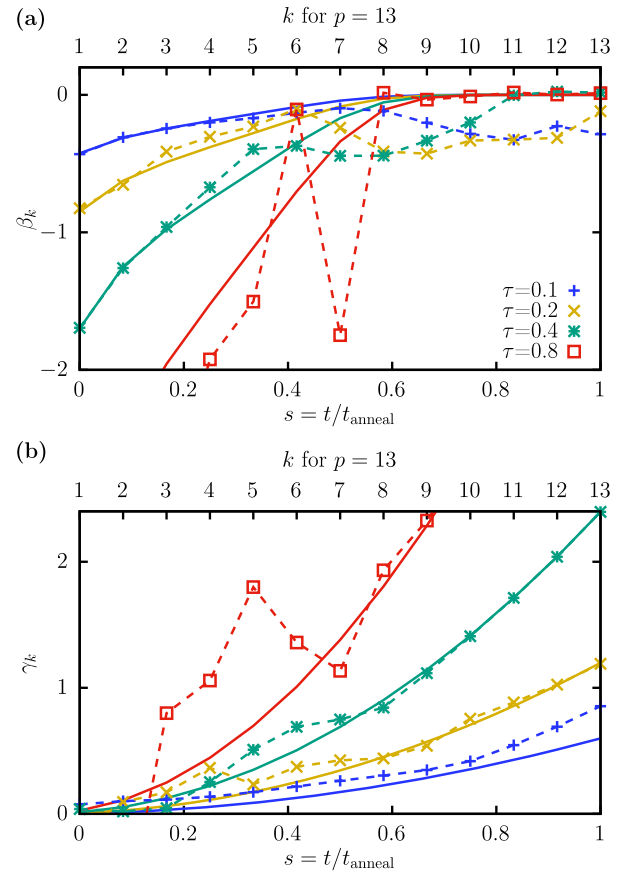 (a)
k for p = 13
1 2 3 4 5 6 7 8 9 10 11 12 13
0
−1
−2
β_k
τ=0.1
τ=0.2
τ=0.4
τ=0.8
0 0.2 0.4 0.6 0.8 1
s = t/t_anneal
(b)
k for p = 13
1 2 3 4 5 6 7 8 9 10 11 12 13
2
1
0
γ_k
0 0.2 0.4 0.6 0.8 1
s = t/t_anneal